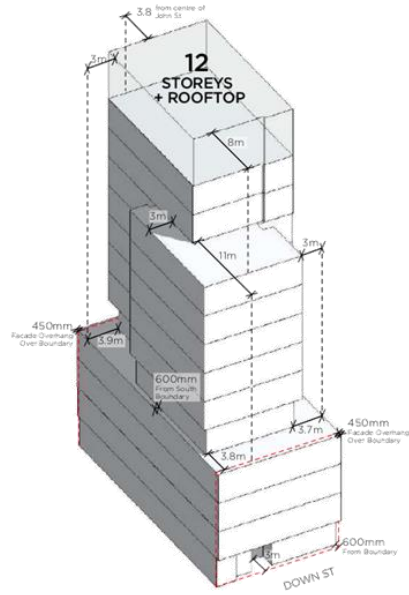 3.8 from centre of
John St
3m
12
STOREYS
+ ROOFTOP
8m
3m
11m
3m
450mm
Facade Overhang
Over Boundary
3.9m
600mm
From South
Boundary
3.7m
450mm
Facade Overhang
Over Boundary
3.8m
600mm
From Boundary
3m
DOWN ST